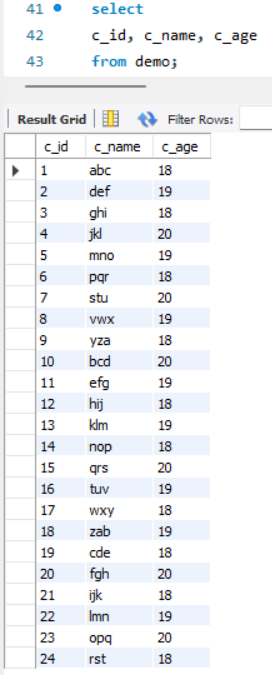 41 select
42 c_id, c_name, c_age
43 from demo;
Result Grid Filter Rows:
c_id c_name c_age
1 abc 18
2 def 19
3 ghi 18
4 jkl 20
5 mno 19
6 pqr 18
7 stu 20
8 vwx 19
9 yza 18
10 bcd 20
11 efg 19
12 hij 18
13 klm 19
14 nop 18
15 qrs 20
16 tuv 19
17 wxy 18
18 zab 19
19 cde 18
20 fgh 20
21 ijk 18
22 lmn 19
23 opq 20
24 rst 18